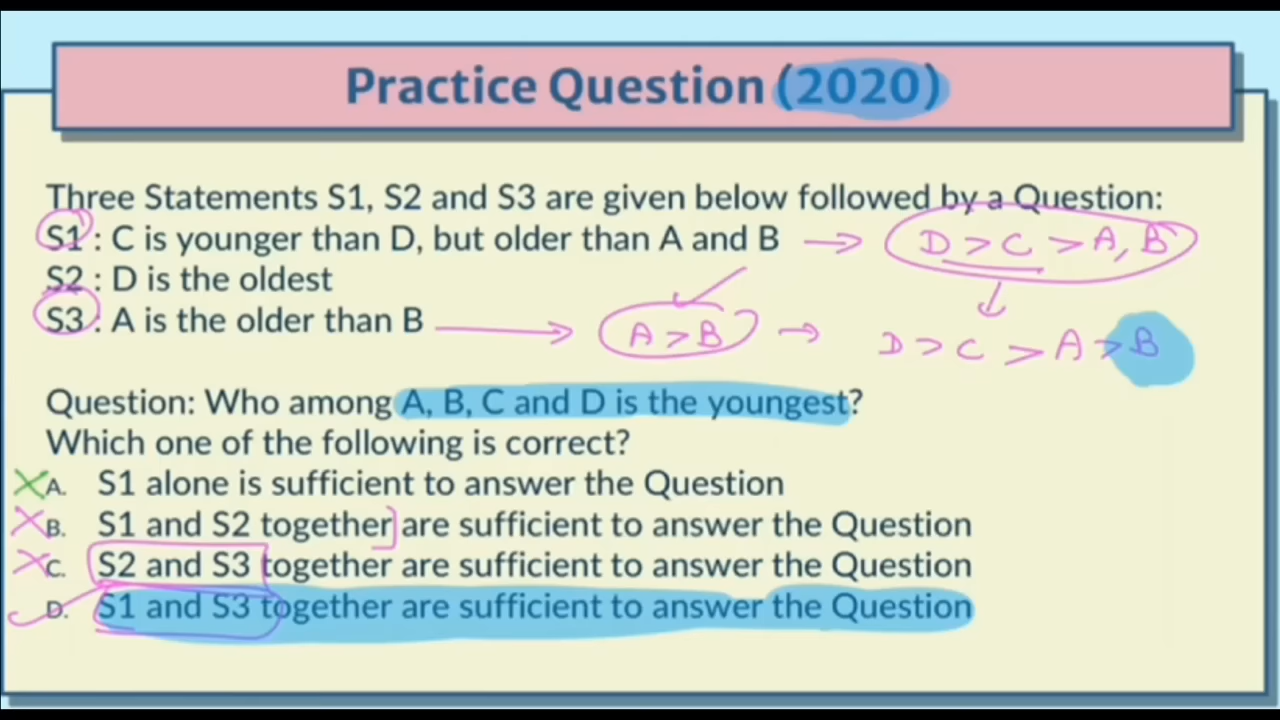 Practice Question (2020)
Three Statements S1, S2 and S3 are given below followed by a Question:
S1 : C is younger than D, but older than A and B → D > C > A, B
S2 : D is the oldest
S3 : A is the older than B → A > B → D > C > A > B
Question: Who among A, B, C and D is the youngest?
Which one of the following is correct?
A. S1 alone is sufficient to answer the Question
B. S1 and S2 together are sufficient to answer the Question
C. S2 and S3 together are sufficient to answer the Question
D. S1 and S3 together are sufficient to answer the Question